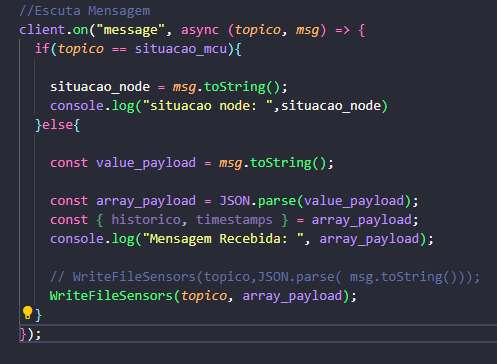 //Escuta Mensagem
client.on("message", async (topico, msg) => {
if(topico == situacao_mcu){
situacao_node = msg.toString();
console.log("situacao node: ",situacao_node)
}else{
const value_payload = msg.toString();
const array_payload = JSON.parse(value_payload);
const { historico, timestamps } = array_payload;
console.log("Mensagem Recebida: ", array_payload);
// WriteFileSensors(topico,JSON.parse( msg.toString()));
WriteFileSensors(topico, array_payload);
}
});